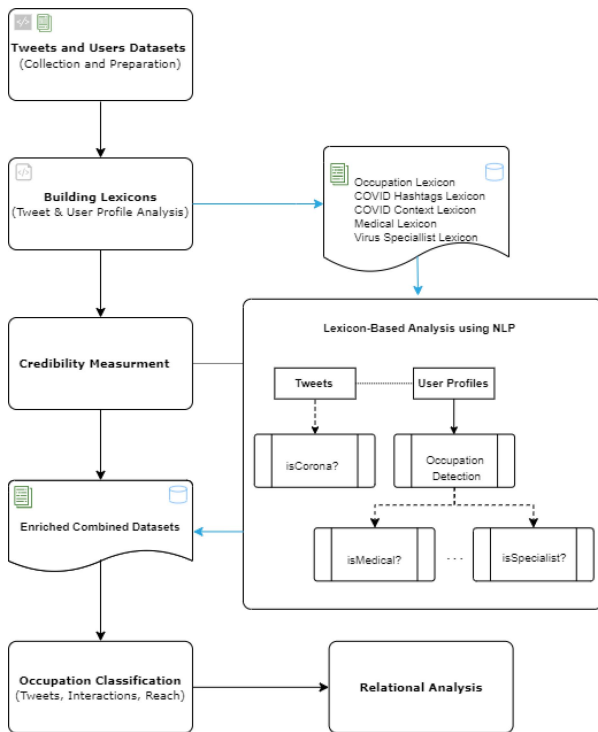 Tweets and Users Datasets
(Collection and Preparation)
Building Lexicons
(Tweet & User Profile Analysis)
Occupation Lexicon
COVID Hashtags Lexicon
COVID Context Lexicon
Medical Lexicon
Virus Speciallist Lexicon
Credibility Measurment
Lexicon-Based Analysis using NLP
Tweets
User Profiles
isCorona?
Occupation
Detection
isMedical?
. . .
isSpecialist?
Enriched Combined Datasets
Occupation Classification
(Tweets, Interactions, Reach)
Relational Analysis